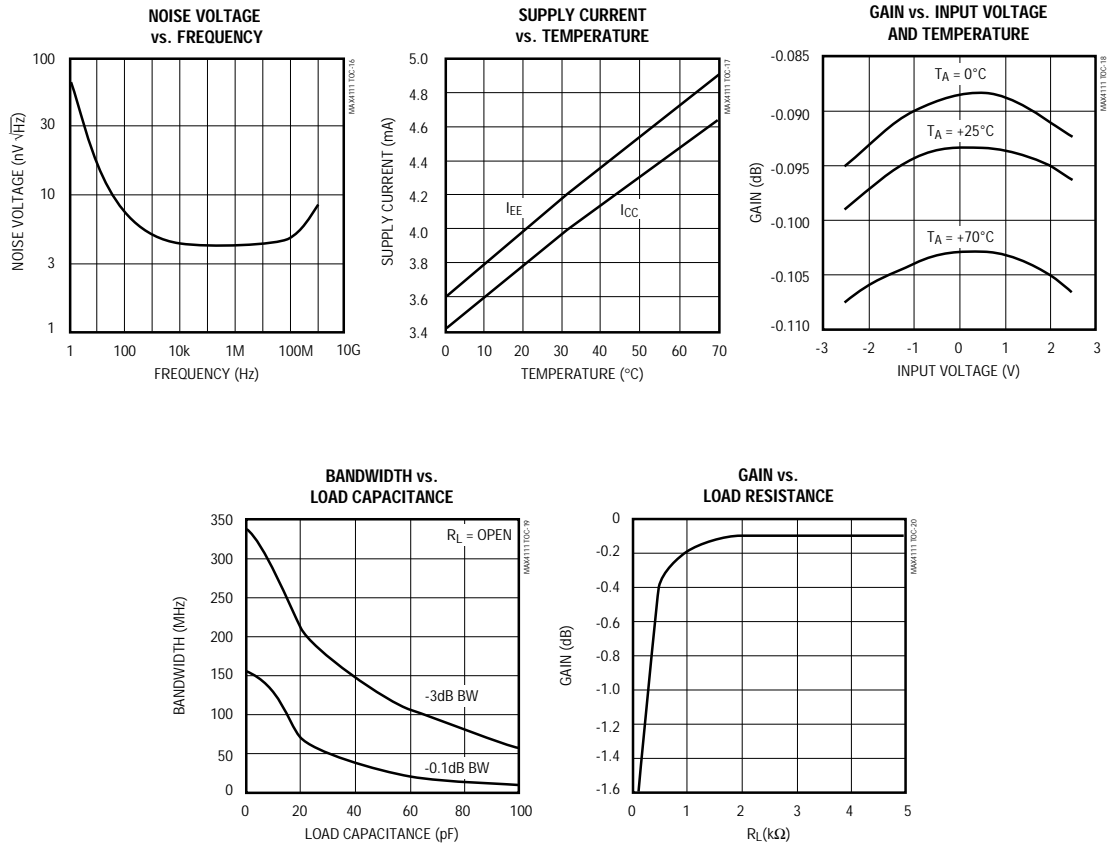 NOISE VOLTAGE
vs. FREQUENCY
100
30
10
3
1
NOISE VOLTAGE (nV √Hz)
1 100 10k 1M 100M 10G
FREQUENCY (Hz)
MAX4111 TOC-16
SUPPLY CURRENT
vs. TEMPERATURE
5.0
4.8
4.6
4.4
4.2
4.0
3.8
3.6
3.4
SUPPLY CURRENT (mA)
IEE
ICC
0 10 20 30 40 50 60 70
TEMPERATURE (°C)
MAX4111 TOC-17
GAIN vs. INPUT VOLTAGE
AND TEMPERATURE
-0.085
-0.090
-0.095
-0.100
-0.105
-0.110
GAIN (dB)
TA = 0°C
TA = +25°C
TA = +70°C
-3 -2 -1 0 1 2 3
INPUT VOLTAGE (V)
MAX4111 TOC-18
BANDWIDTH vs.
LOAD CAPACITANCE
350
300
250
200
150
100
50
0
BANDWIDTH (MHz)
RL = OPEN
-3dB BW
-0.1dB BW
0 20 40 60 80 100
LOAD CAPACITANCE (pF)
MAX4111 TOC-19
GAIN vs.
LOAD RESISTANCE
0
-0.2
-0.4
-0.6
-0.8
-1.0
-1.2
-1.4
-1.6
GAIN (dB)
0 1 2 3 4 5
RL(kΩ)
MAX4111 TOC-20